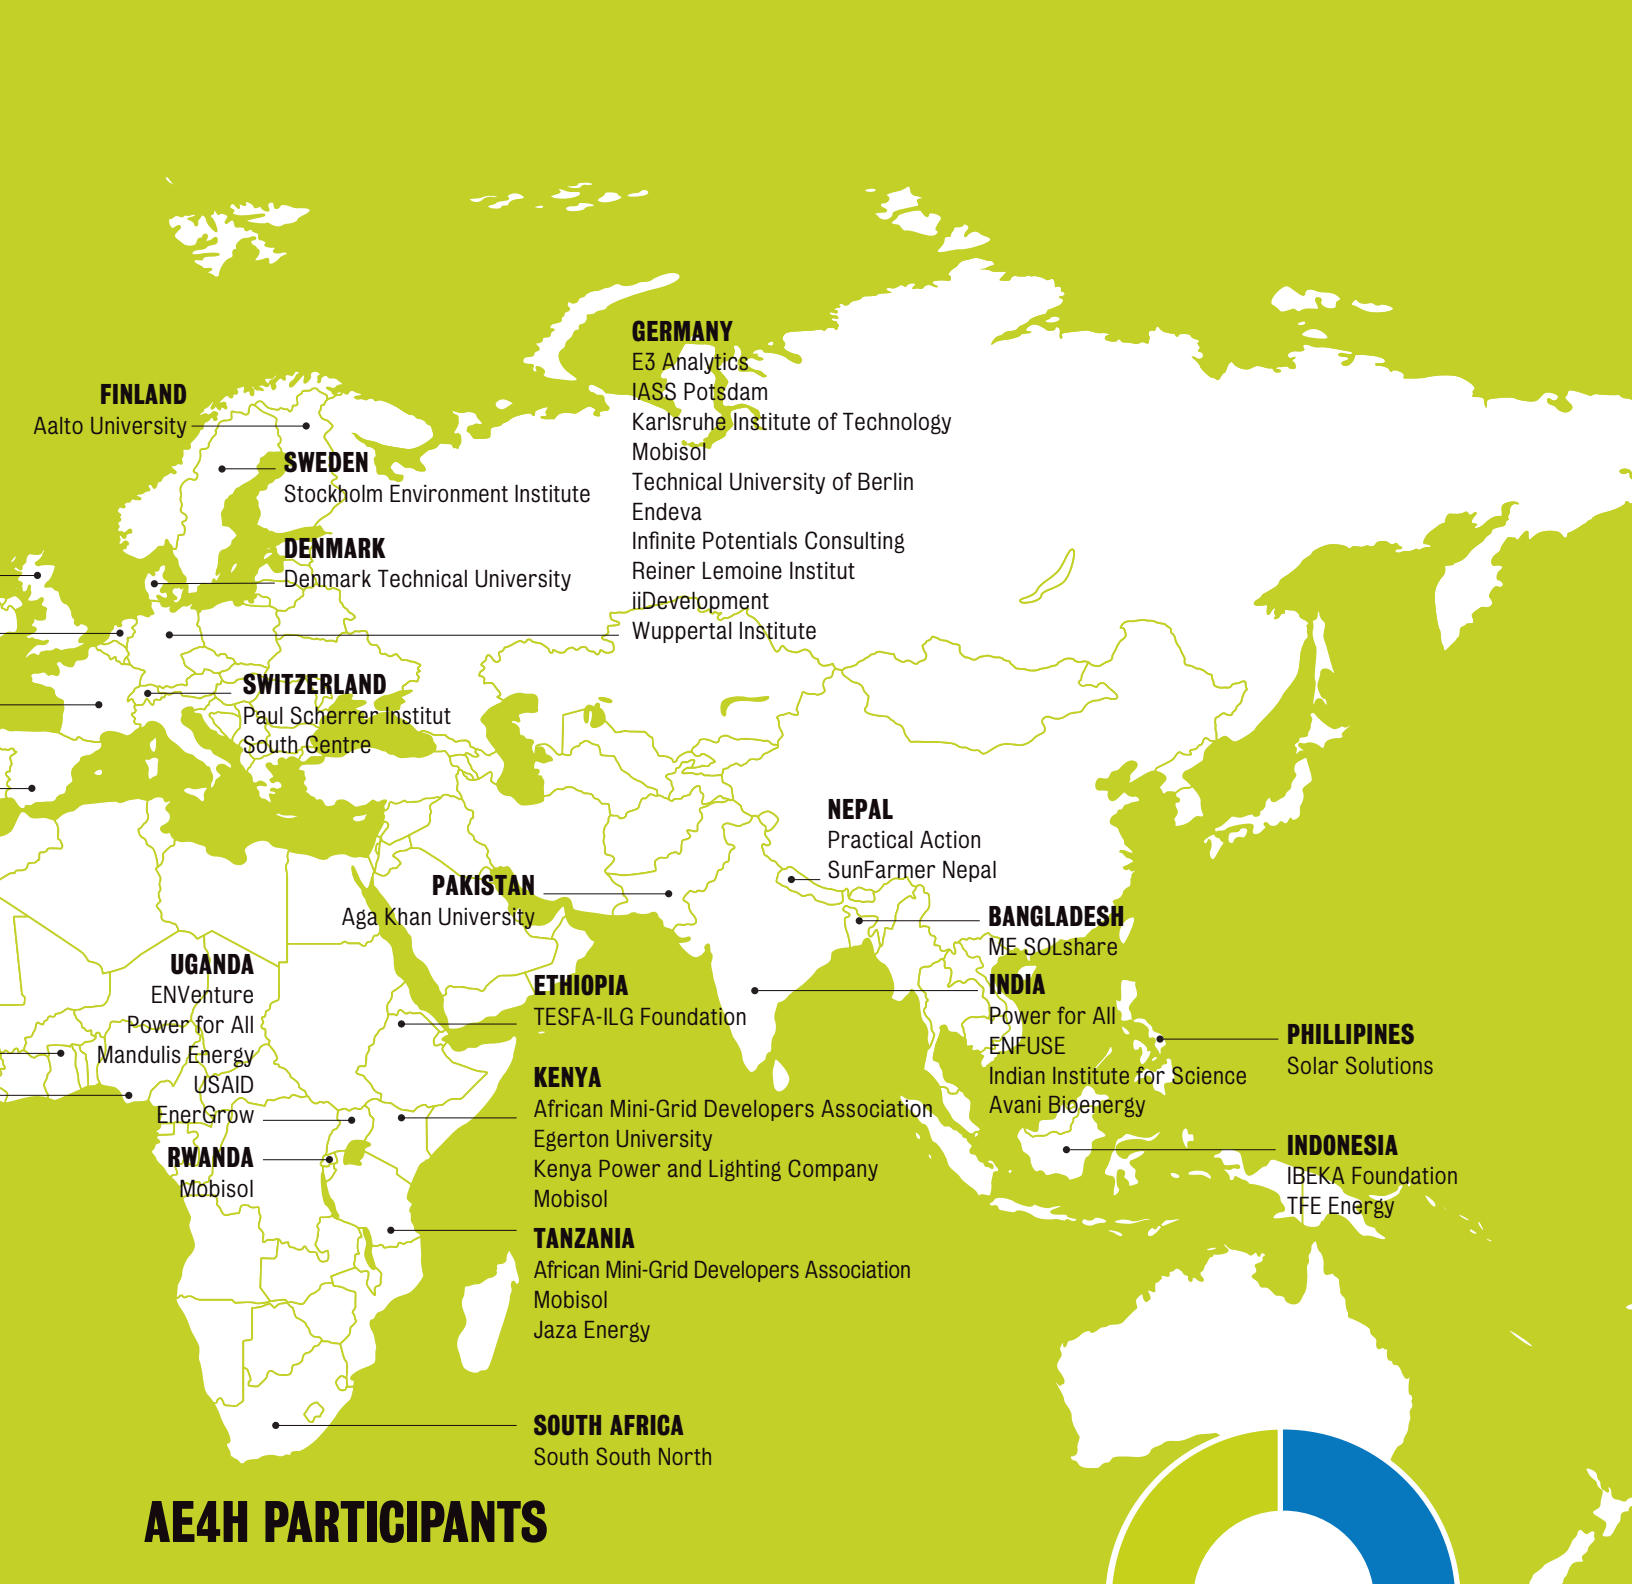 GERMANY
E3 Analytics
IASS Potsdam
Karlsruhe Institute of Technology
Mobisol
Technical University of Berlin
Endeva
Infinite Potentials Consulting
Reiner Lemoine Institut
iiDevelopment
Wuppertal Institute
FINLAND
Aalto University
SWEDEN
Stockholm Environment Institute
DENMARK
Denmark Technical University
SWITZERLAND
Paul Scherrer Institut
South Centre
NEPAL
Practical Action
SunFarmer Nepal
PAKISTAN
Aga Khan University
BANGLADESH
ME SOLshare
INDIA
Power for All
ENFUSE
Indian Institute for Science
Avani Bioenergy
UGANDA
ENVenture
Power for All
Mandulis Energy
USAID
EnerGrow
RWANDA
Mobisol
ETHIOPIA
TESFA-ILG Foundation
KENYA
African Mini-Grid Developers Association
Egerton University
Kenya Power and Lighting Company
Mobisol
TANZANIA
African Mini-Grid Developers Association
Mobisol
Jaza Energy
PHILLIPINES
Solar Solutions
INDONESIA
IBEKA Foundation
TFE Energy
SOUTH AFRICA
South South North
AE4H PARTICIPANTS